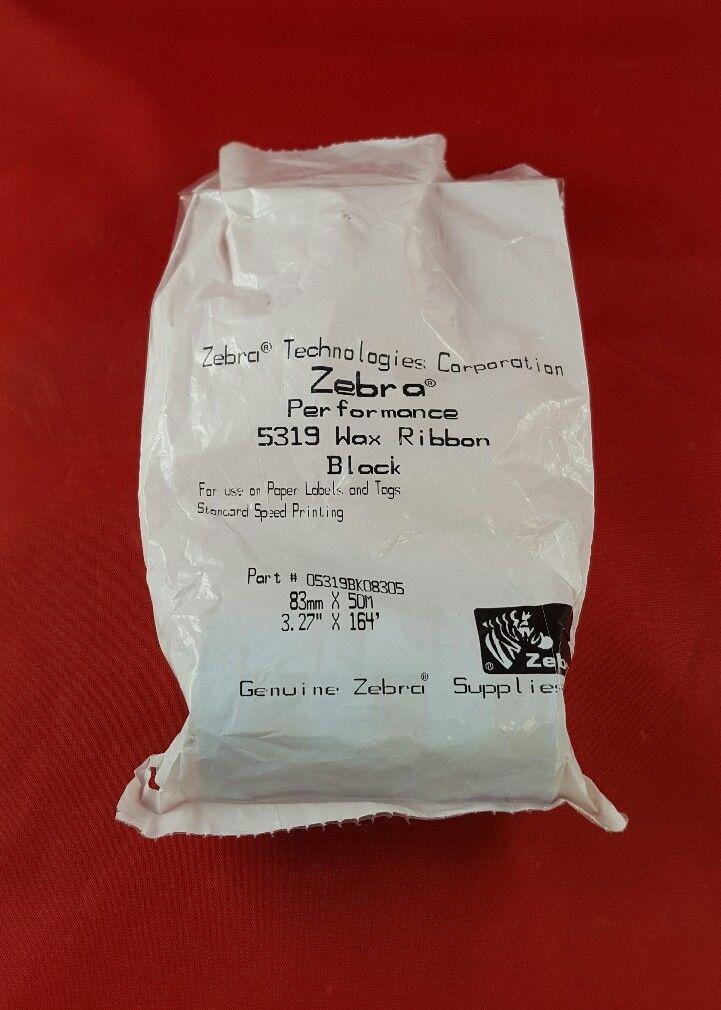 Zebra® Technologies Corporation
Zebra®
Performance
5319 Wax Ribbon
Black
For use on Paper Labels and Tags
Standard Speed Printing
Part # 05319BK08305
83mm X 50M
3.27" X 164'
Zeb
®
Genuine Zebra® Supplies